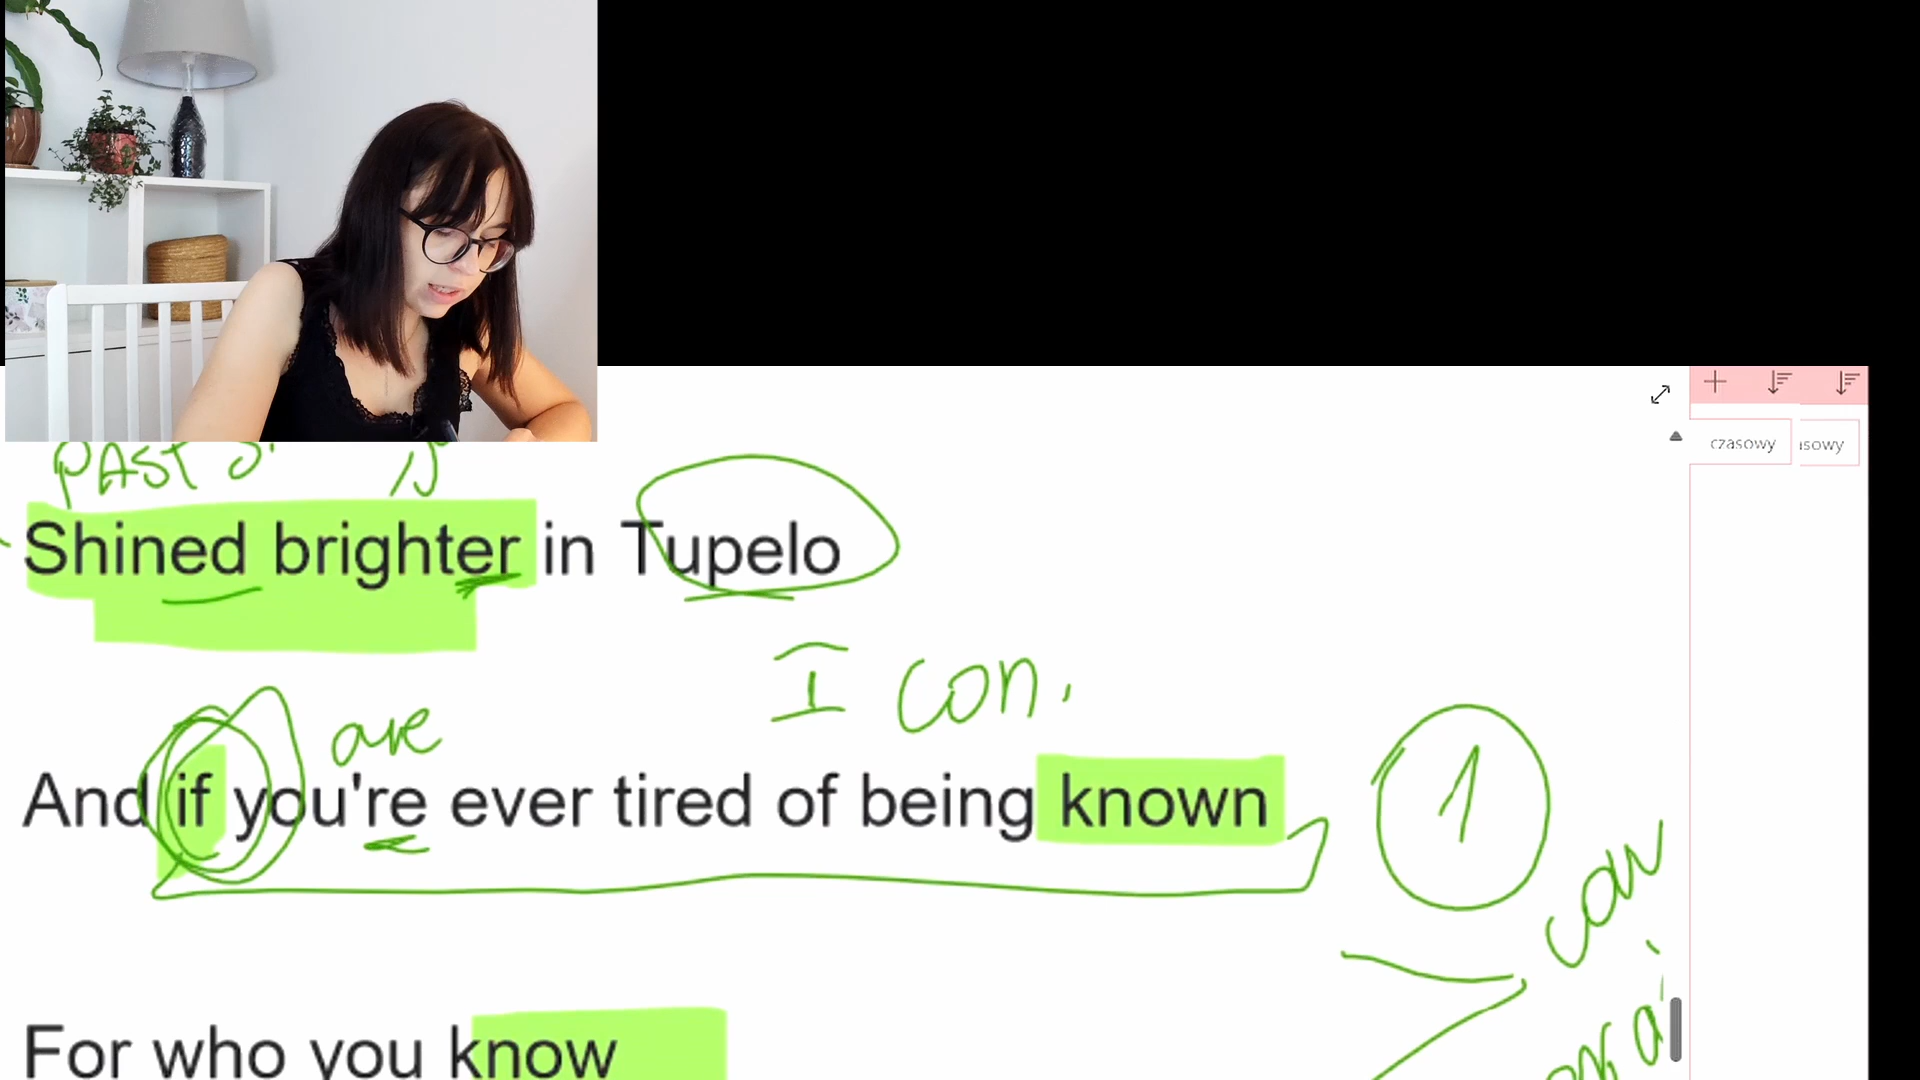 czasowy
asowy
PAST S.
Shined brighter in Tupelo
I con.
are
And if you're ever tired of being known
1
con
For who you know